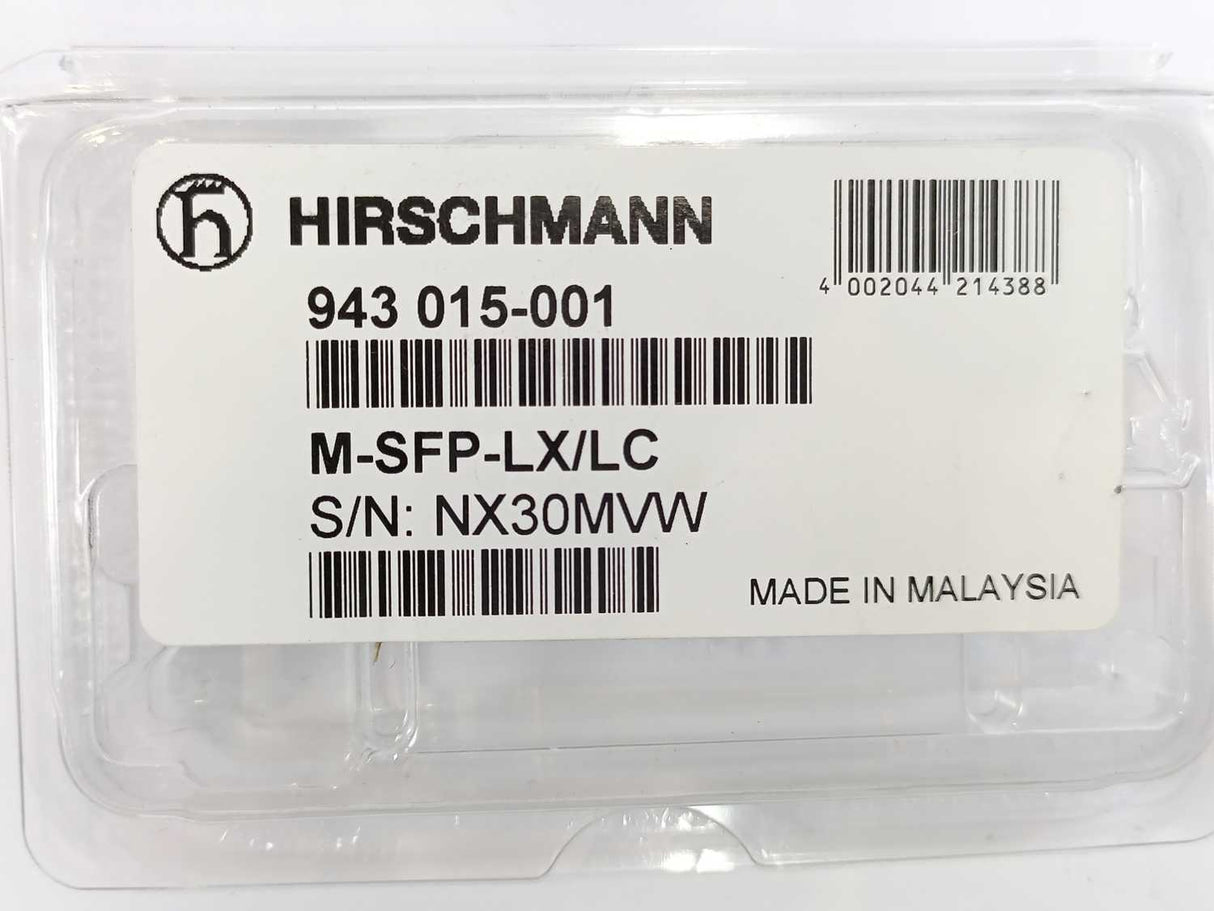 HIRSCHMANN
4 002044 214388
943 015-001
M-SFP-LX/LC
S/N: NX30MVW
MADE IN MALAYSIA